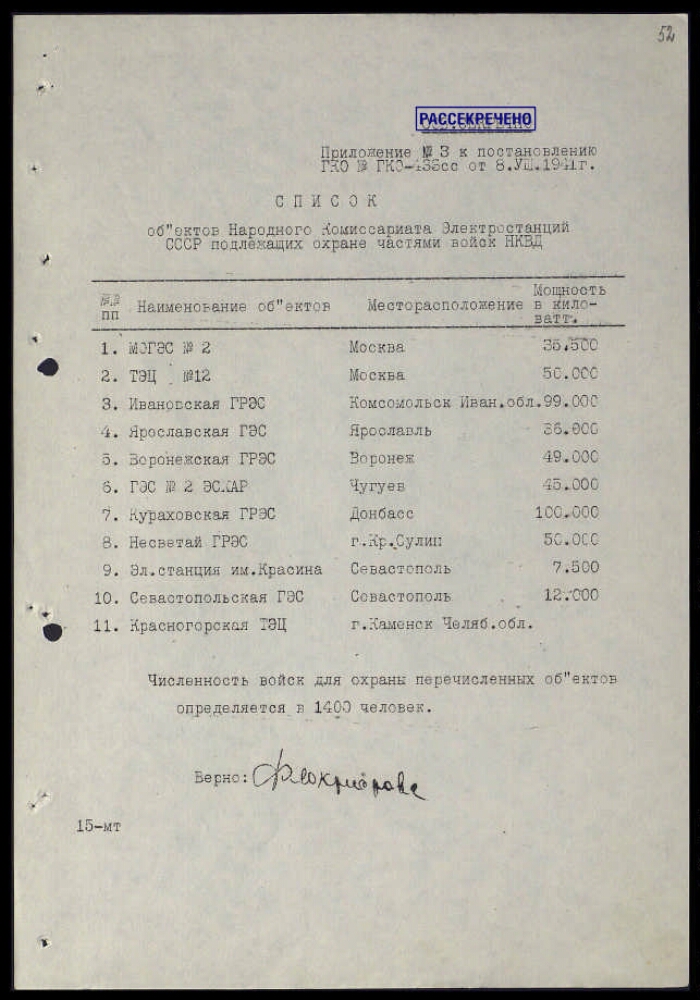 52
РАССЕКРЕЧЕНО
Приложение № 3 к постановлению
ГКО № ГКО-433сс от 8.УШ.1941г.
С П И С О К
об"ектов Народного Комиссариата Электростанций
СССР подлежащих охране частями войск НКВД
№№ пп Наименование об"ектов Месторасположение Мощность в кило-ватт.
1. МОГЭС № 2 Москва 35.500
2. ТЭЦ №12 Москва 50.000
3. Ивановская ГРЭС Комсомольск Иван.обл. 99.000
4. Ярославская ГЭС Ярославль 36.000
5. Воронежская ГРЭС Воронеж 49.000
6. ГЭС № 2 ЭСХАР Чугуев 45.000
7. Кураховская ГРЭС Донбасс 100.000
8. Несветай ГРЭС г.Кр.Сулин 50.000
9. Эл.станция им.Красина Севастополь 7.500
10. Севастопольская ГЭС Севастополь 12.000
11. Красногорская ТЭЦ г.Каменск Челяб.обл.
Численность войск для охраны перечисленных об"ектов
определяется в 1400 человек.
Верно:
15-мт